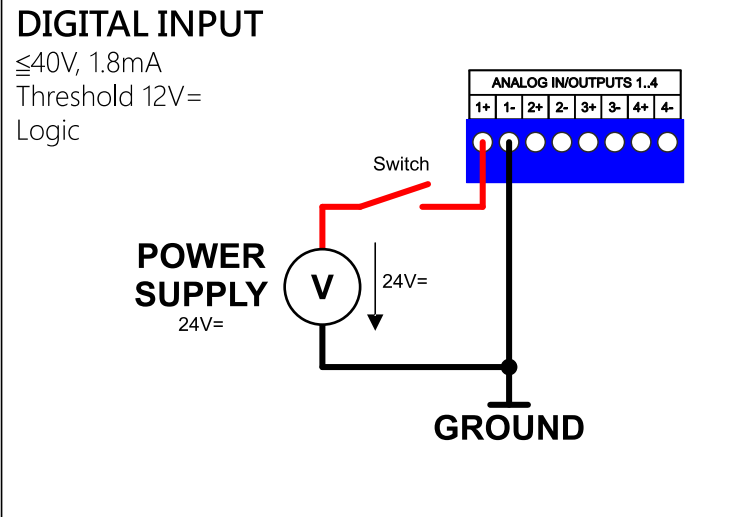 DIGITAL INPUT
≦40V, 1.8mA
Threshold 12V=
Logic
ANALOG IN/OUTPUTS 1..4
1+ 1- 2+ 2- 3+ 3- 4+ 4-
Switch
POWER
SUPPLY
24V=
V
24V=
GROUND